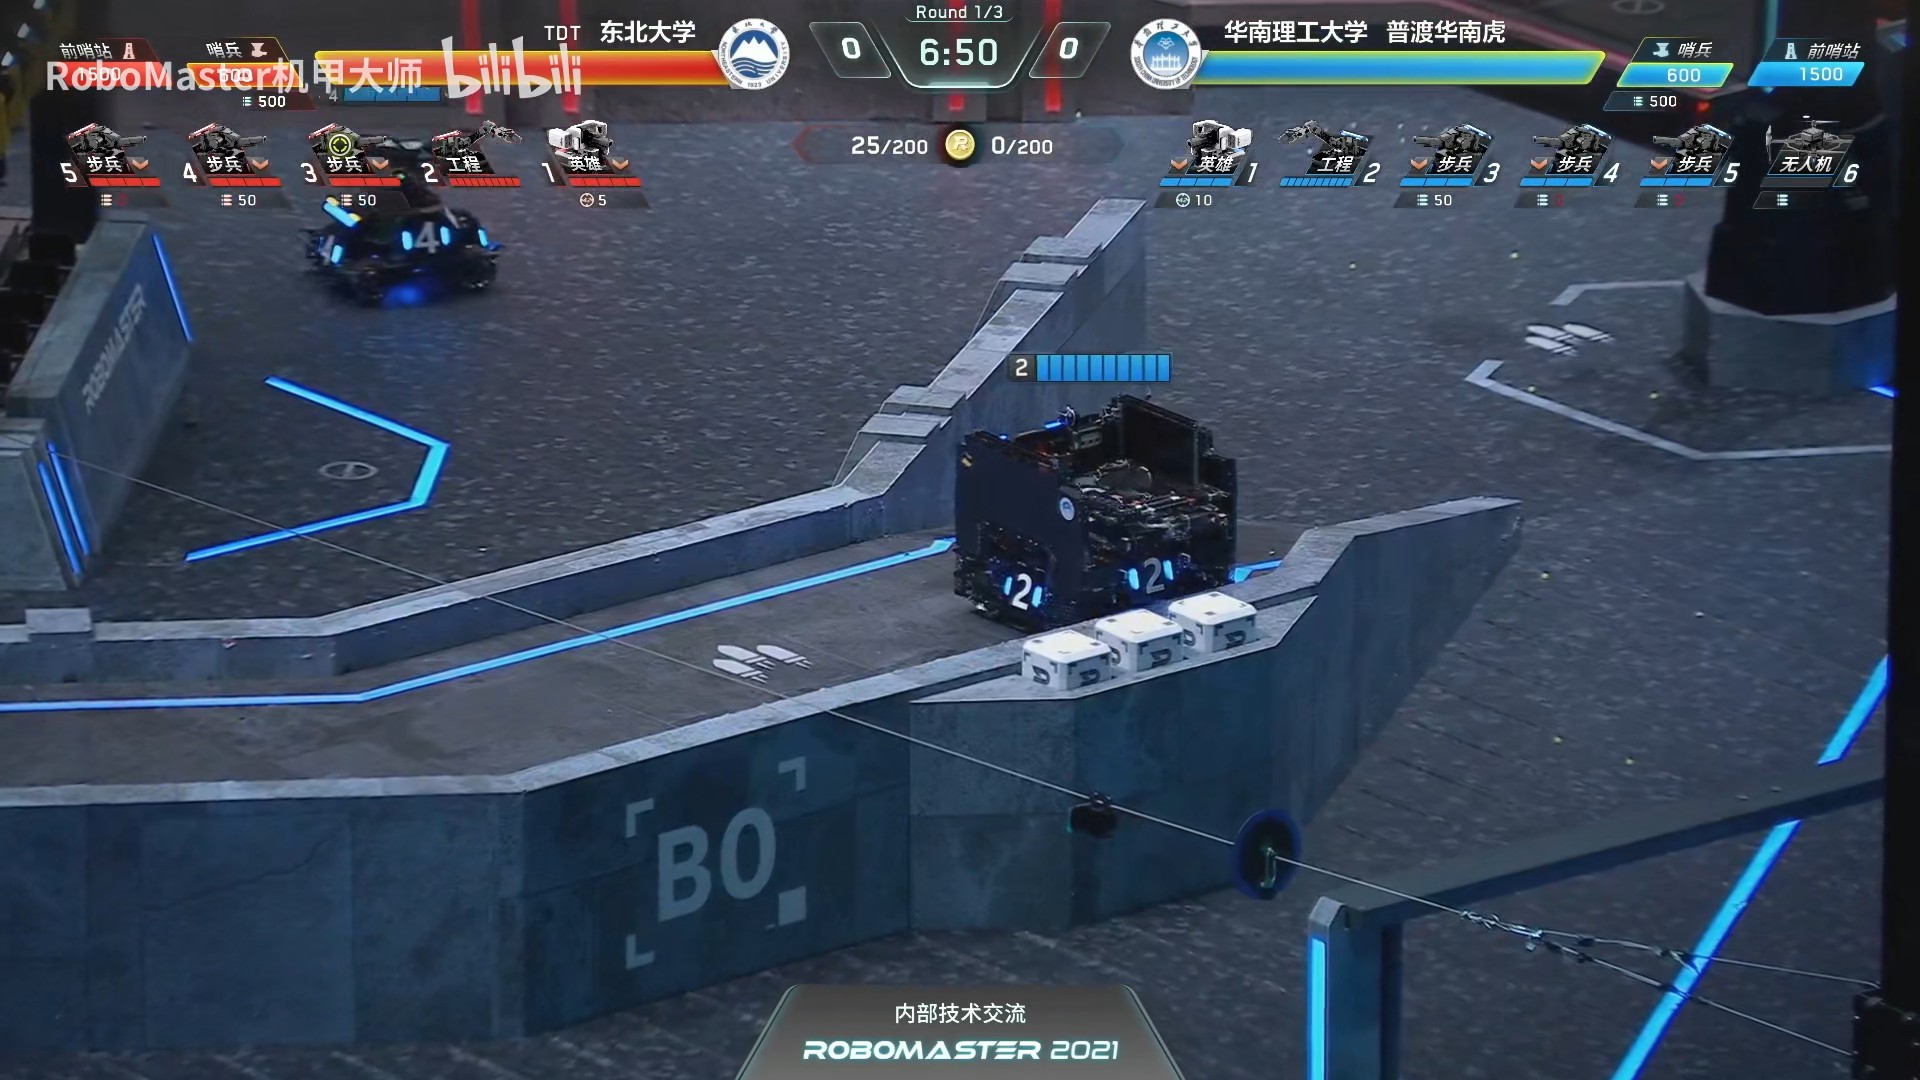 Round 1/3
TDT 东北大学
0
6:50
0
华南理工大学 普渡华南虎
前哨站
1500
哨兵
600
500
RoboMaster机甲大师 bilibili
哨兵
600
500
前哨站
1500
25/200
R
0/200
5 步兵
4 步兵
50
3 步兵
50
2 工程
1 英雄
5
英雄 1
10
工程 2
步兵 3
50
步兵 4
步兵 5
无人机 6
4
4
ROBOMASTER
2
2
2
B0
内部技术交流
ROBOMASTER 2021